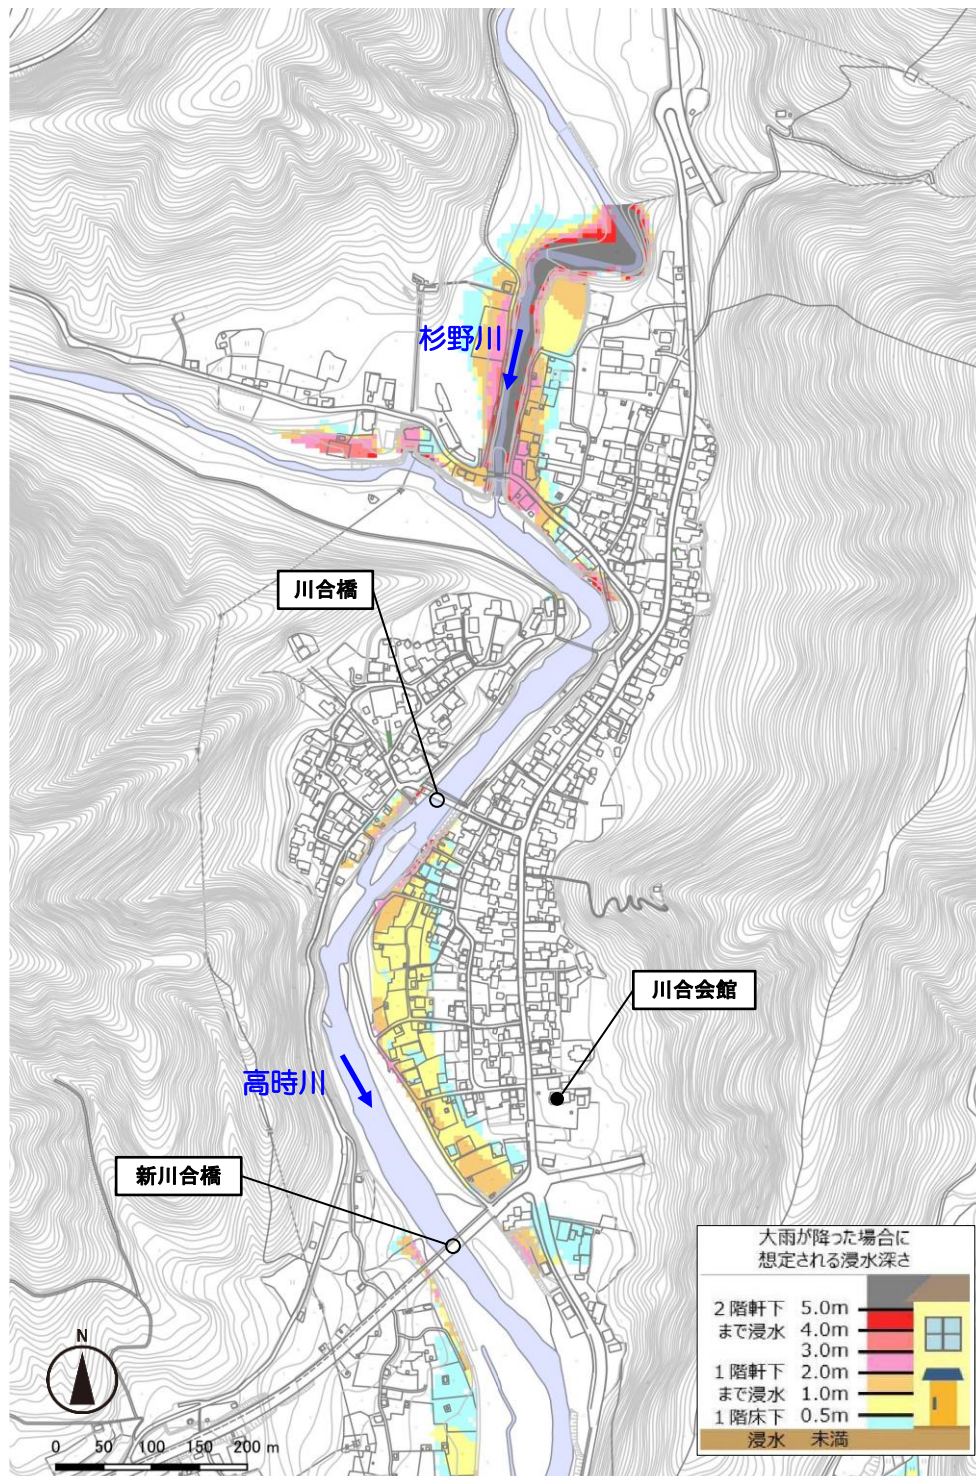 杉野川
川合橋
川合会館
高時川
新川合橋
N
0 50 100 150 200 m
大雨が降った場合に
想定される浸水深さ
2階軒下 5.0m
まで浸水 4.0m
3.0m
1階軒下 2.0m
まで浸水 1.0m
1階床下 0.5m
浸水 未満